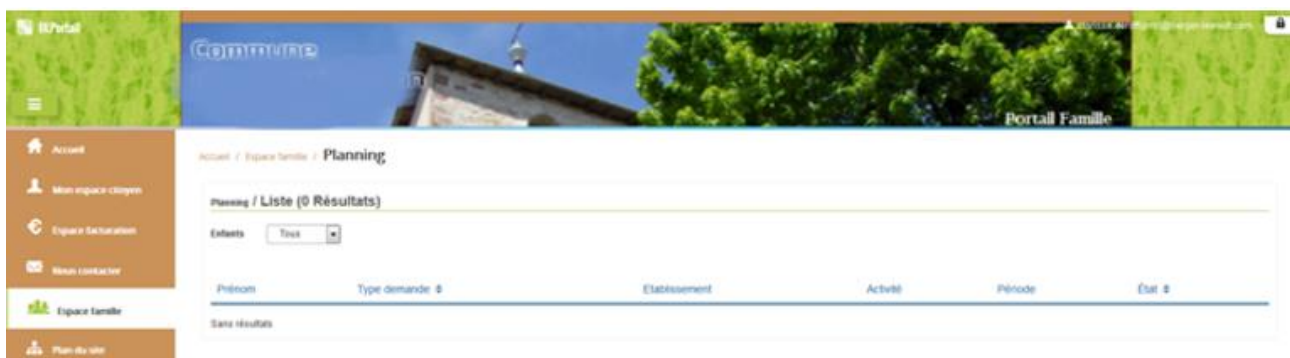 Commune
Portail Famille
Accueil
Mon espace citoyen
Espace facturation
Nous contacter
Espace famille
Plan du site
Accueil / Espace famille / Planning
Planning / Liste (0 Résultats)
Enfants Tous
Prénom Type demande Etablissement Activité Période État
Sans résultats